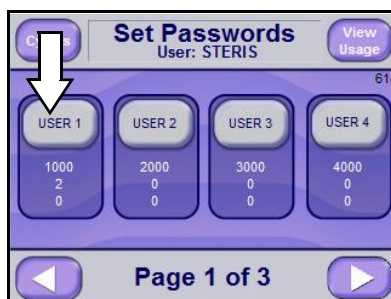 Set Passwords
View
User: STERIS
Usage
USER 1 USER 2 USER 3 USER 4
1000 2000 3000 4000
2 0 0 0
0 0 0 0
Page 1 of 3